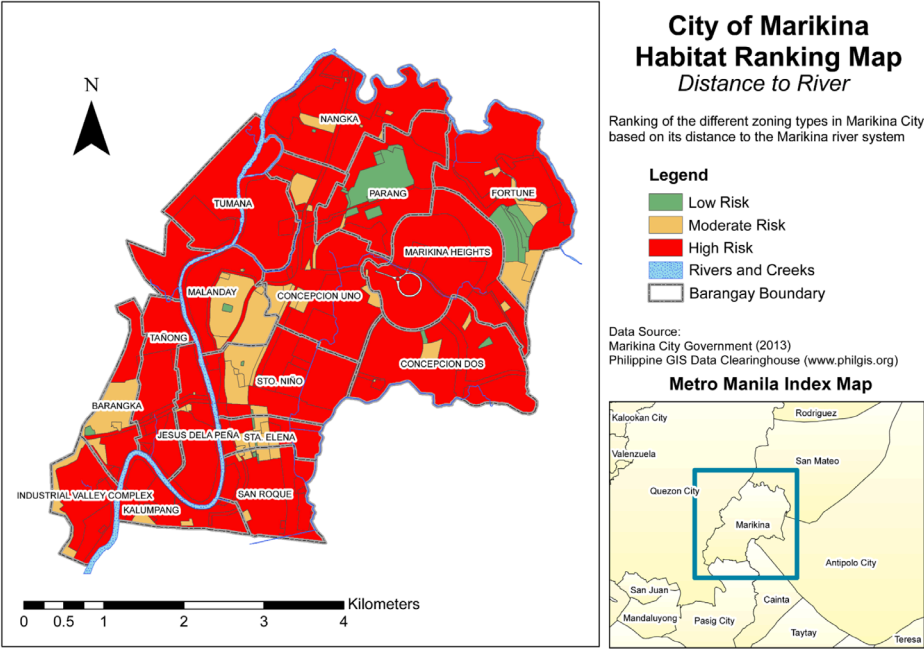 City of Marikina
Habitat Ranking Map
Distance to River
Ranking of the different zoning types in Marikina City
based on its distance to the Marikina river system
Legend
Low Risk
Moderate Risk
High Risk
Rivers and Creeks
Barangay Boundary
Data Source:
Marikina City Government (2013)
Philippine GIS Data Clearinghouse (www.philgis.org)
Metro Manila Index Map
Kalookan City
Rodriguez
Valenzuela
San Mateo
Quezon City
Marikina
Antipolo City
San Juan
Cainta
Mandaluyong
Pasig City
Taytay
Teresa
N
NANGKA
PARANG
FORTUNE
TUMANA
MARIKINA HEIGHTS
MALANDAY
CONCEPCION UNO
TAÑONG
CONCEPCION DOS
STO. NIÑO
BARANGKA
JESUS DELA PEÑA
STA. ELENA
INDUSTRIAL VALLEY COMPLEX
SAN ROQUE
KALUMPANG
Kilometers
0 0.5 1 2 3 4